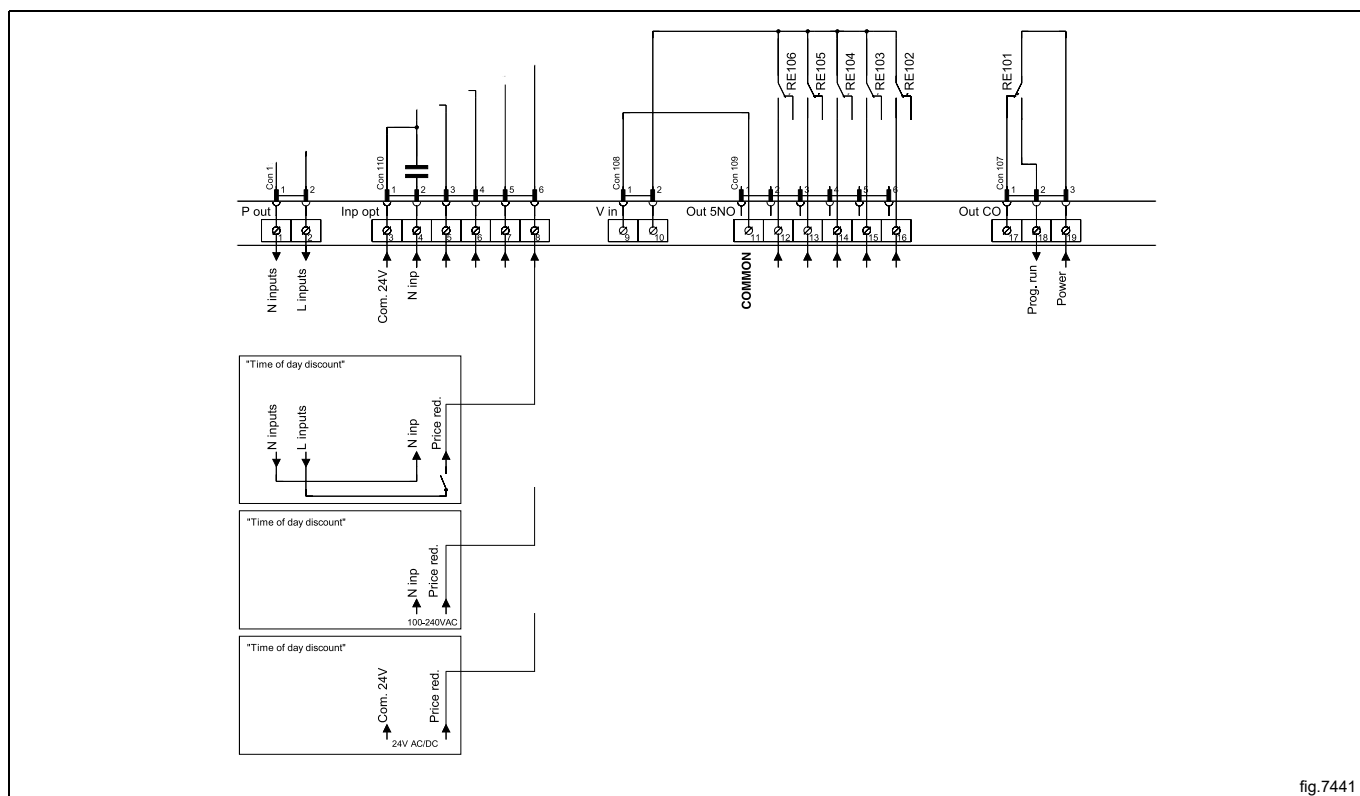 RE106 RE105 RE104 RE103 RE102 RE101
Con 1 Con 110 Con 108 Con 109 Con 107
1 2 1 2 3 4 5 6 1 2 1 2 3 4 5 6 1 2 3
P out Inp opt V in Out 5NO Out CO
1 2 3 4 5 6 7 8 9 10 11 12 13 14 15 16 17 18 19
N inputs L inputs Com. 24V N inp COMMON Prog. run Power
"Time of day discount"
N inputs L inputs N inp Price red.
"Time of day discount"
N inp Price red.
100-240VAC
"Time of day discount"
Com. 24V Price red.
24V AC/DC
fig.7441